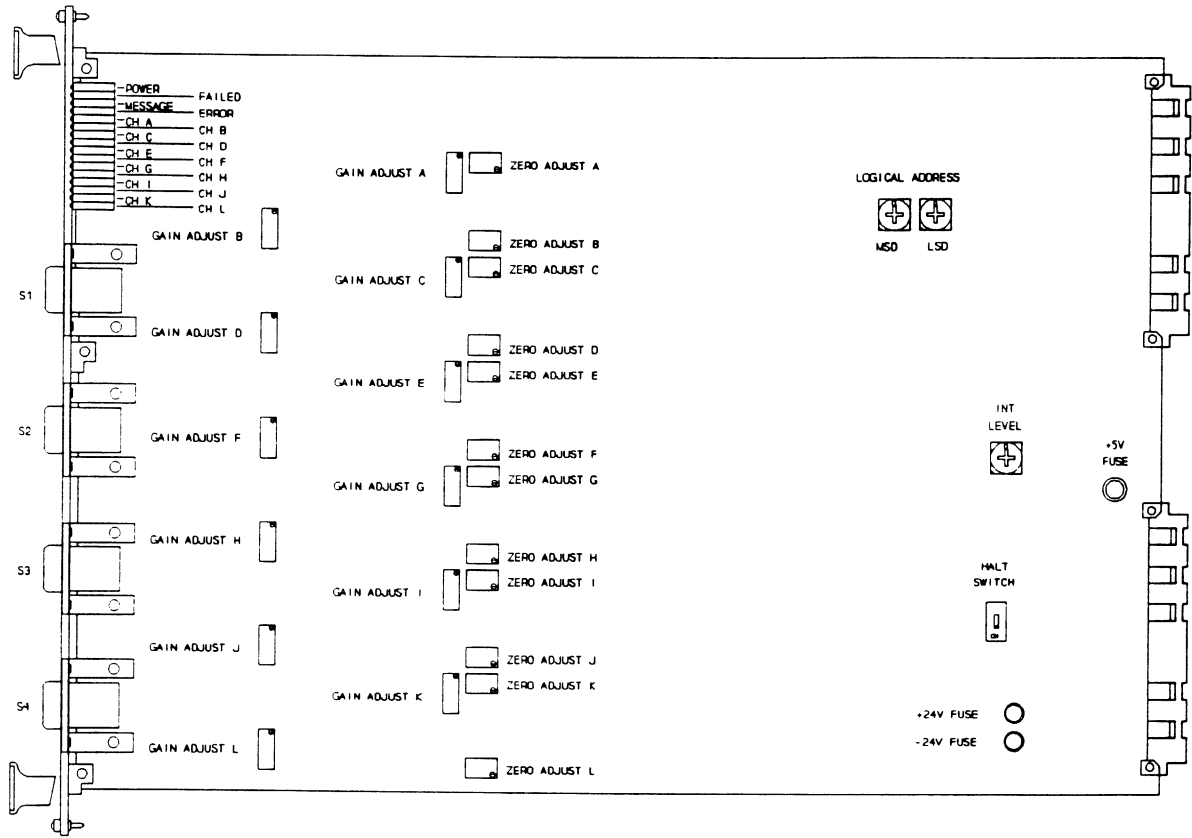 POWER
FAILED
MESSAGE
ERROR
CH A
CH B
CH C
CH D
CH E
CH F
CH G
CH H
CH I
CH J
CH K
CH L
GAIN ADJUST A
ZERO ADJUST A
LOGICAL ADDRESS
MSD LSD
GAIN ADJUST B
ZERO ADJUST B
GAIN ADJUST C
ZERO ADJUST C
S1
GAIN ADJUST D
ZERO ADJUST D
GAIN ADJUST E
ZERO ADJUST E
INT
LEVEL
S2
GAIN ADJUST F
ZERO ADJUST F
+5V
FUSE
GAIN ADJUST G
ZERO ADJUST G
GAIN ADJUST H
ZERO ADJUST H
S3
GAIN ADJUST I
ZERO ADJUST I
HALT
SWITCH
ON
GAIN ADJUST J
ZERO ADJUST J
GAIN ADJUST K
ZERO ADJUST K
S4
+24V FUSE
-24V FUSE
GAIN ADJUST L
ZERO ADJUST L